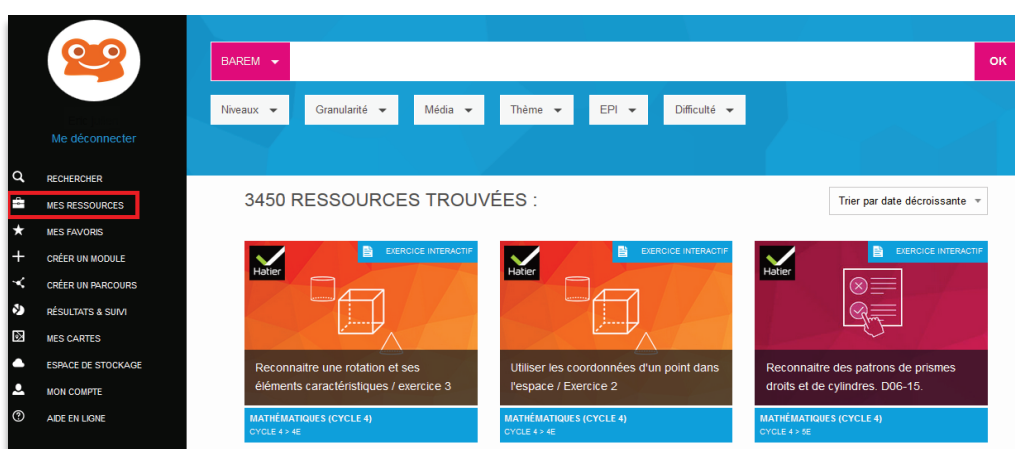 Me déconnecter
RECHERCHER
MES RESSOURCES
MES FAVORIS
CRÉER UN MODULE
CRÉER UN PARCOURS
RÉSULTATS & SUIVI
MES CARTES
ESPACE DE STOCKAGE
MON COMPTE
AIDE EN LIGNE
BAREM
OK
Niveaux Granularité Média Thème EPI Difficulté
3450 RESSOURCES TROUVÉES :
Trier par date décroissante
Hatier
EXERCICE INTERACTIF
Reconnaitre une rotation et ses
éléments caractéristiques / exercice 3
MATHÉMATIQUES (CYCLE 4)
CYCLE 4 > 4E
Hatier
EXERCICE INTERACTIF
Utiliser les coordonnées d'un point dans
l'espace / Exercice 2
MATHÉMATIQUES (CYCLE 4)
CYCLE 4 > 4E
Hatier
EXERCICE INTERACTIF
Reconnaitre des patrons de prismes
droits et de cylindres. D06-15.
MATHÉMATIQUES (CYCLE 4)
CYCLE 4 > 5E